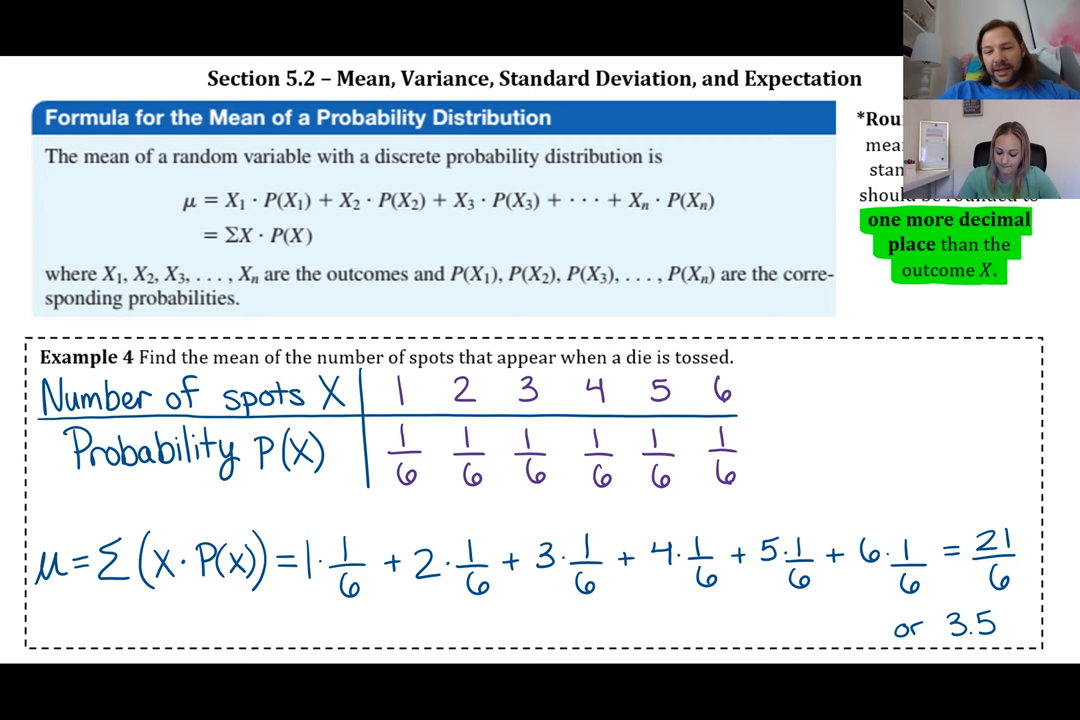 Section 5.2 – Mean, Variance, Standard Deviation, and Expectation
Formula for the Mean of a Probability Distribution
The mean of a random variable with a discrete probability distribution is
μ = X₁ · P(X₁) + X₂ · P(X₂) + X₃ · P(X₃) + · · · + Xₙ · P(Xₙ)
= ΣX · P(X)
where X₁, X₂, X₃, . . . , Xₙ are the outcomes and P(X₁), P(X₂), P(X₃), . . . , P(Xₙ) are the corre-
sponding probabilities.
should be rounded to
one more decimal
place than the
outcome X.
Example 4 Find the mean of the number of spots that appear when a die is tossed.
Number of spots X 1 2 3 4 5 6
Probability P(X) 1/6 1/6 1/6 1/6 1/6 1/6
μ = Σ (X · P(X)) = 1 · 1/6 + 2 · 1/6 + 3 · 1/6 + 4 · 1/6 + 5 · 1/6 + 6 · 1/6 = 21/6
or 3.5